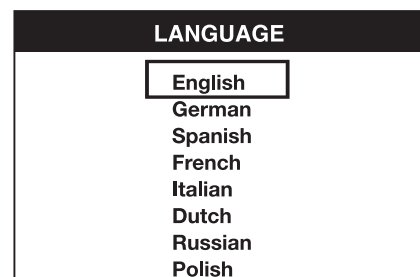 LANGUAGE
English
German
Spanish
French
Italian
Dutch
Russian
Polish